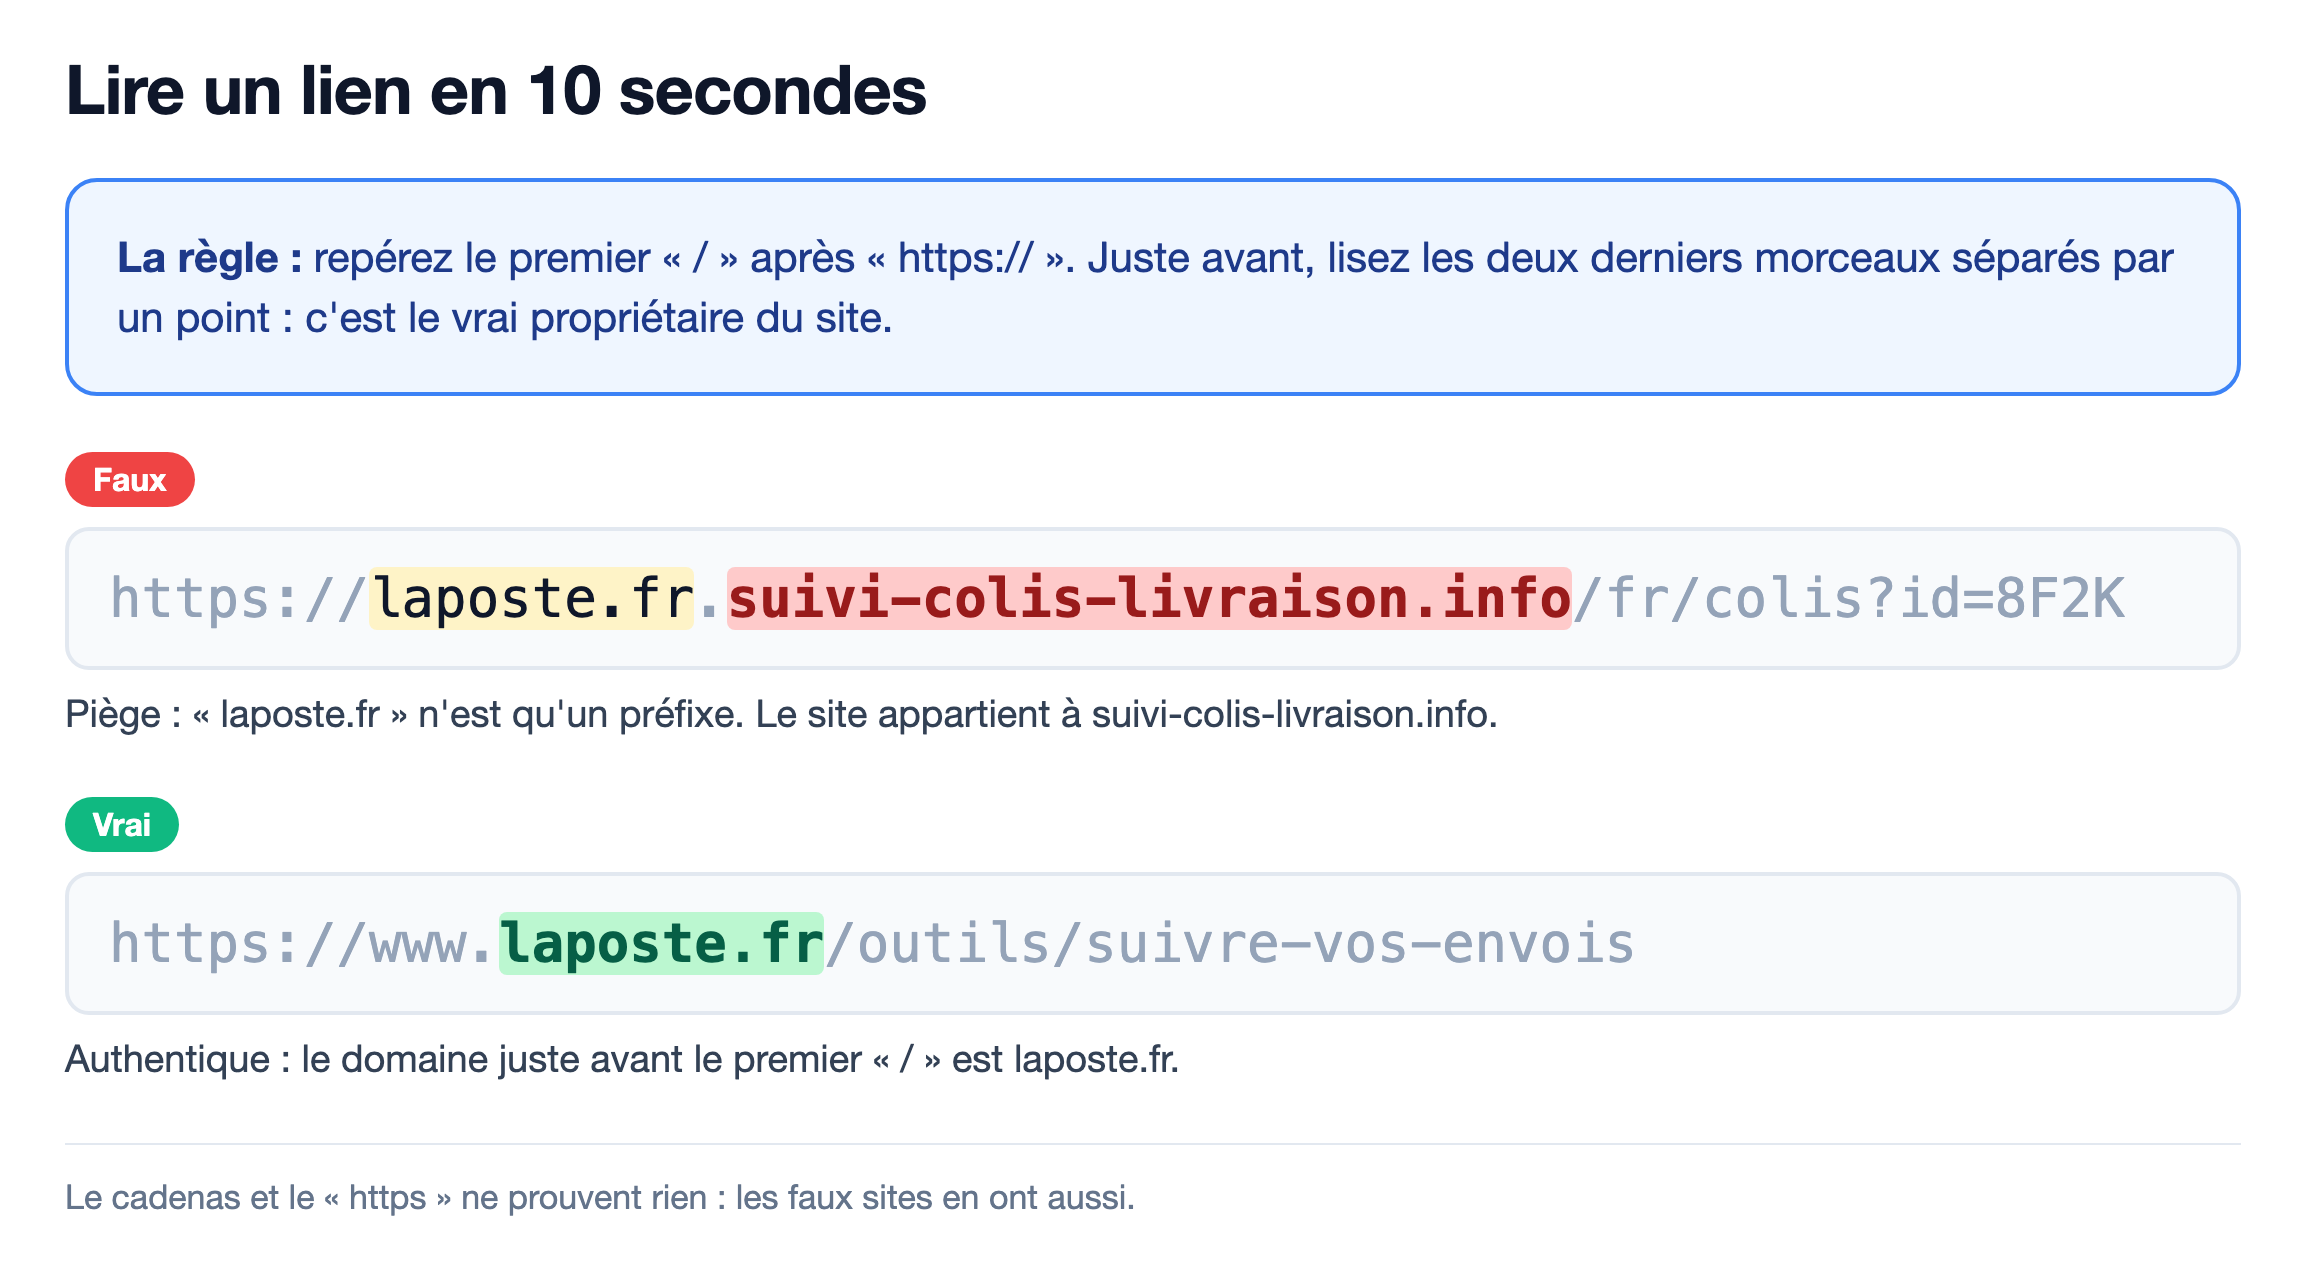 Lire un lien en 10 secondes
La règle : repérez le premier « / » après « https:// ». Juste avant, lisez les deux derniers morceaux séparés par
un point : c'est le vrai propriétaire du site.
Faux
https://laposte.fr.suivi-colis-livraison.info/fr/colis?id=8F2K
Piège : « laposte.fr » n'est qu'un préfixe. Le site appartient à suivi-colis-livraison.info.
Vrai
https://www.laposte.fr/outils/suivre-vos-envois
Authentique : le domaine juste avant le premier « / » est laposte.fr.
Le cadenas et le « https » ne prouvent rien : les faux sites en ont aussi.